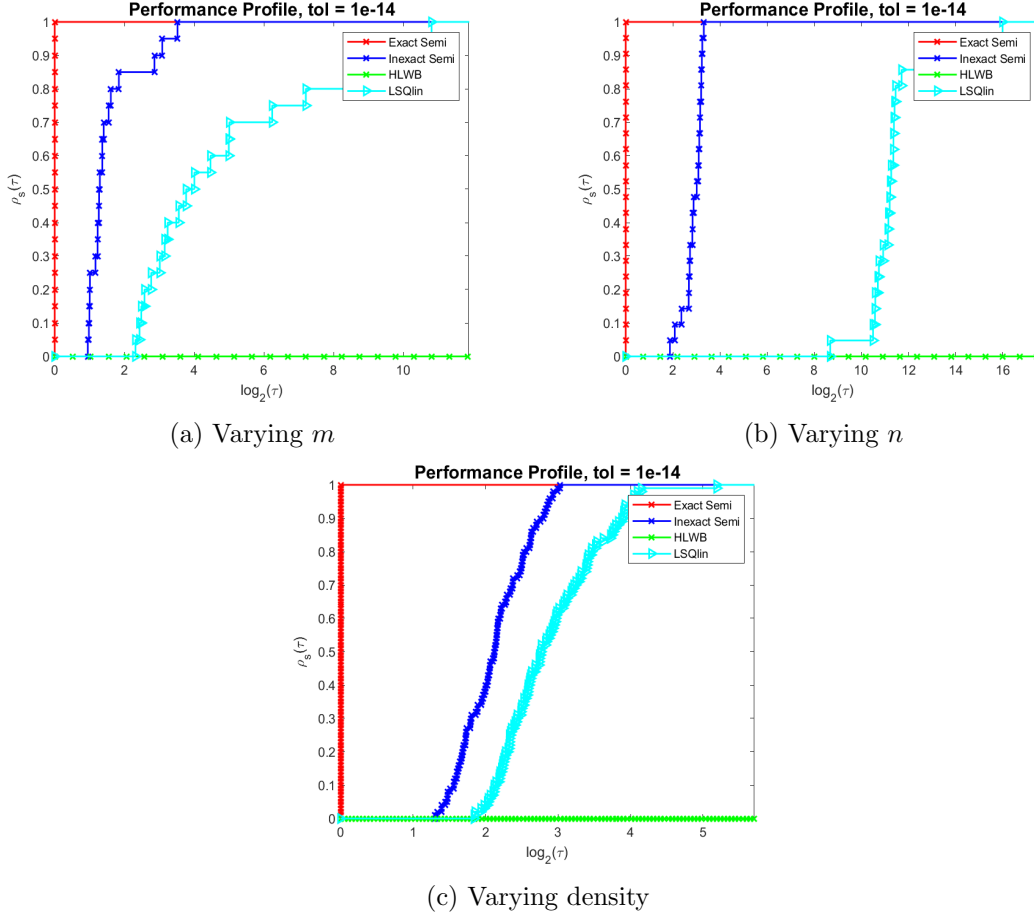 Performance Profile, tol = 1e-14
1
0.9
0.8
0.7
0.6
0.5
0.4
0.3
0.2
0.1
0
ρs(τ)
0 2 4 6 8 10
log2(τ)
Exact Semi
Inexact Semi
HLWB
LSQlin
(a) Varying m
Performance Profile, tol = 1e-14
1
0.9
0.8
0.7
0.6
0.5
0.4
0.3
0.2
0.1
0
ρs(τ)
0 2 4 6 8 10 12 14 16
log2(τ)
Exact Semi
Inexact Semi
HLWB
LSQlin
(b) Varying n
Performance Profile, tol = 1e-14
1
0.9
0.8
0.7
0.6
0.5
0.4
0.3
0.2
0.1
0
ρs(τ)
0 1 2 3 4 5
log2(τ)
Exact Semi
Inexact Semi
HLWB
LSQlin
(c) Varying density